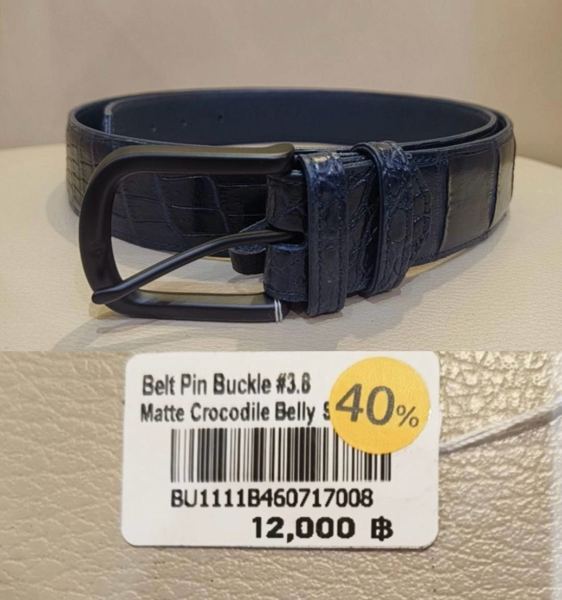 Belt Pin Buckle #3.8
Matte Crocodile Belly
40%
BU1111B460717008
12,000 ฿